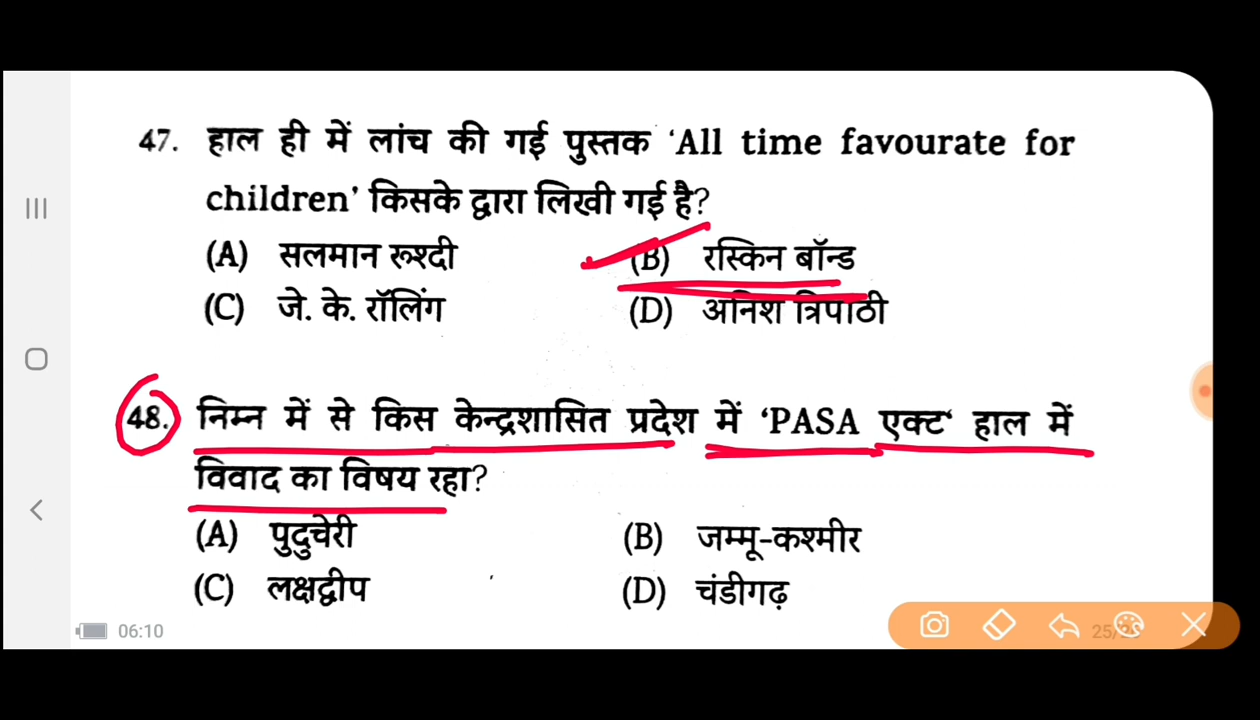 47. हाल ही में लांच की गई पुस्तक ‘All time favourate for
children’ किसके द्वारा लिखी गई है?
(A) सलमान रूश्दी (B) रस्किन बॉन्ड
(C) जे. के. रॉलिंग (D) अनिश त्रिपाठी
48. निम्न में से किस केन्द्रशासित प्रदेश में ‘PASA एक्ट‘ हाल में
विवाद का विषय रहा?
(A) पुदुचेरी (B) जम्मू-कश्मीर
(C) लक्षद्वीप (D) चंडीगढ़
06:10